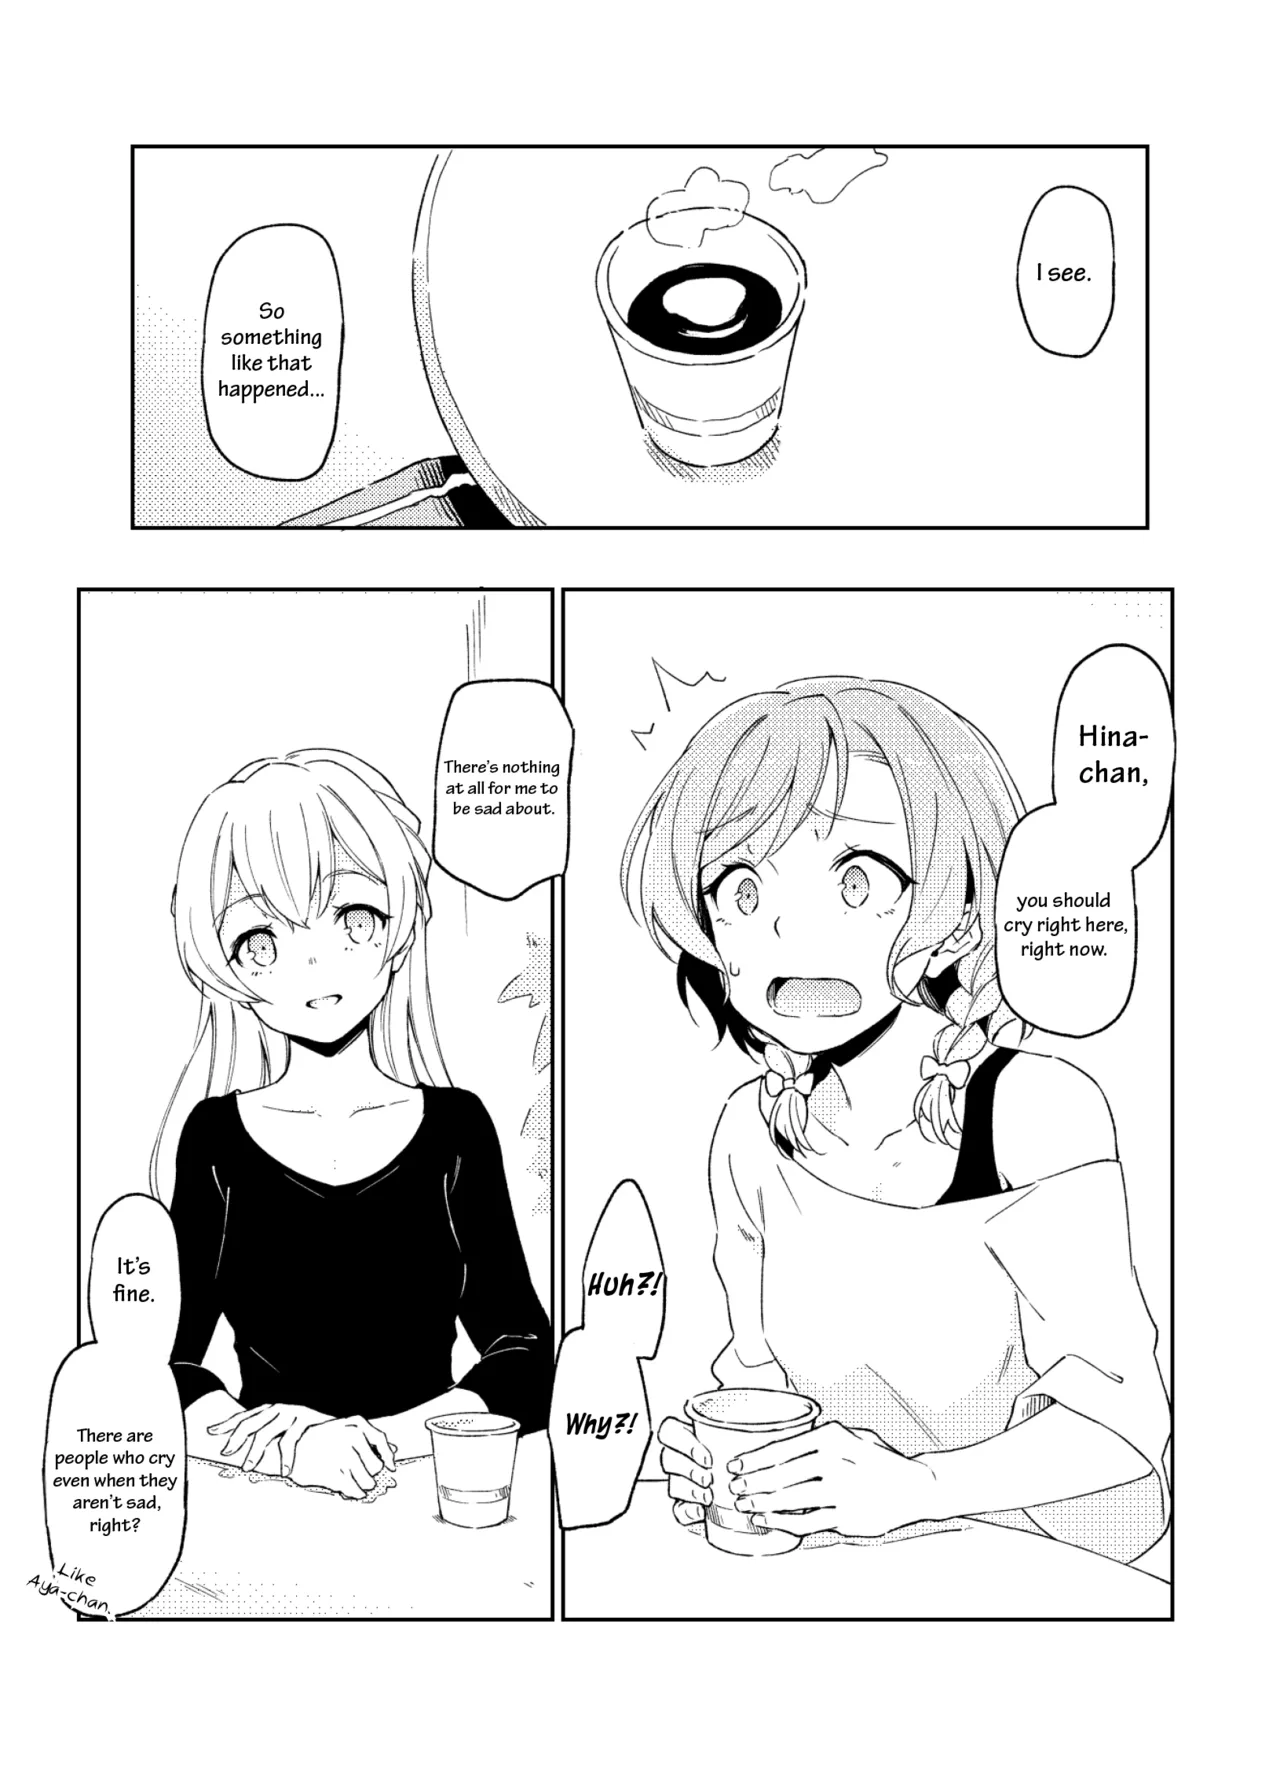 I see.
So
something
like that
happened...
Hina-
chan,
you should
cry right here,
right now.
Huh?!
Why?!
There's nothing
at all for me to
be sad about.
It's
fine.
There are
people who cry
even when they
aren't sad,
right?
Like
Aya-chan.